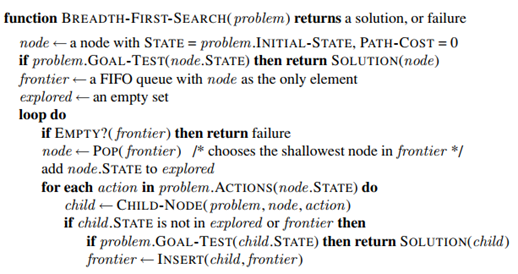 function BREADTH-FIRST-SEARCH(problem) returns a solution, or failure
node ← a node with STATE = problem.INITIAL-STATE, PATH-COST = 0
if problem.GOAL-TEST(node.STATE) then return SOLUTION(node)
frontier ← a FIFO queue with node as the only element
explored ← an empty set
loop do
if EMPTY?(frontier) then return failure
node ← POP(frontier) /* chooses the shallowest node in frontier */
add node.STATE to explored
for each action in problem.ACTIONS(node.STATE) do
child ← CHILD-NODE(problem, node, action)
if child.STATE is not in explored or frontier then
if problem.GOAL-TEST(child.STATE) then return SOLUTION(child)
frontier ← INSERT(child, frontier)